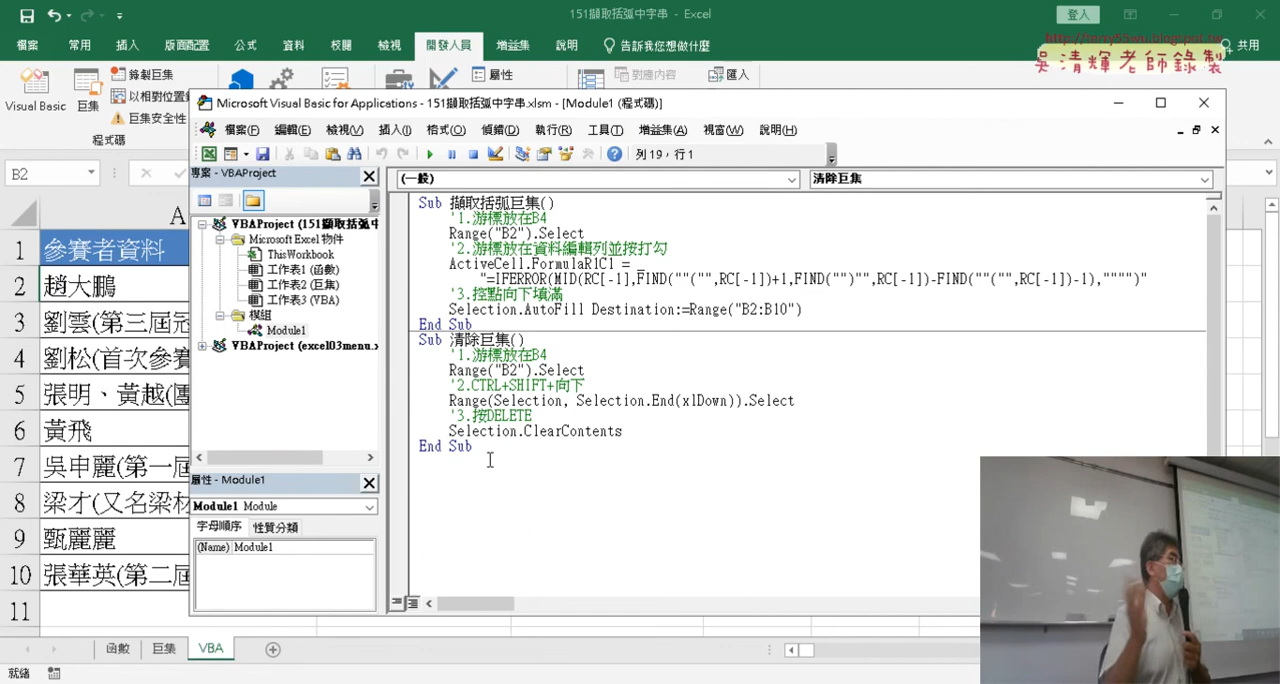 151擷取括弧中字串 - Excel
登入
http://terry55wu.blogspot.tw
吳清輝老師錄製
檔案 常用 插入 版面配置 公式 資料 校閱 檢視 開發人員 增益集 說明 告訴我您想做什麼 共用
Visual Basic 巨集 錄製巨集 以相對位置 巨集安全性 屬性 對應內容 匯入
程式碼
B2
A
1 參賽者資料
2 趙大鵬
3 劉雲(第三屆冠
4 劉松(首次參賽
5 張明、黃越(團
6 黃飛
7 吳申麗(第一屆
8 梁才(又名梁材
9 甄麗麗
10 張華英(第二屆
11
函數 巨集 VBA
就緒
Microsoft Visual Basic for Applications - 151擷取括弧中字串.xlsm - [Module1 (程式碼)]
檔案(F) 編輯(E) 檢視(V) 插入(I) 格式(O) 偵錯(D) 執行(R) 工具(T) 增益集(A) 視窗(W) 說明(H)
列 19，行 1
專案 - VBAProject
VBAProject (151擷取括弧中
Microsoft Excel 物件
ThisWorkbook
工作表1 (函數)
工作表2 (巨集)
工作表3 (VBA)
模組
Module1
VBAProject (excel03menu.x
屬性 - Module1
Module1 Module
字母順序 性質分類
(Name) Module1
(一般) 清除巨集
Sub 擷取括弧巨集()
'1.游標放在B4
Range("B2").Select
'2.游標放在資料編輯列並按打勾
ActiveCell.FormulaR1C1 = _
"=IFERROR(MID(RC[-1],FIND(""("",RC[-1])+1,FIND("")"",RC[-1])-FIND(""("",RC[-1])-1),"""")"
'3.控點向下填滿
Selection.AutoFill Destination:=Range("B2:B10")
End Sub
Sub 清除巨集()
'1.游標放在B4
Range("B2").Select
'2.CTRL+SHIFT+向下
Range(Selection, Selection.End(xlDown)).Select
'3.按DELETE
Selection.ClearContents
End Sub